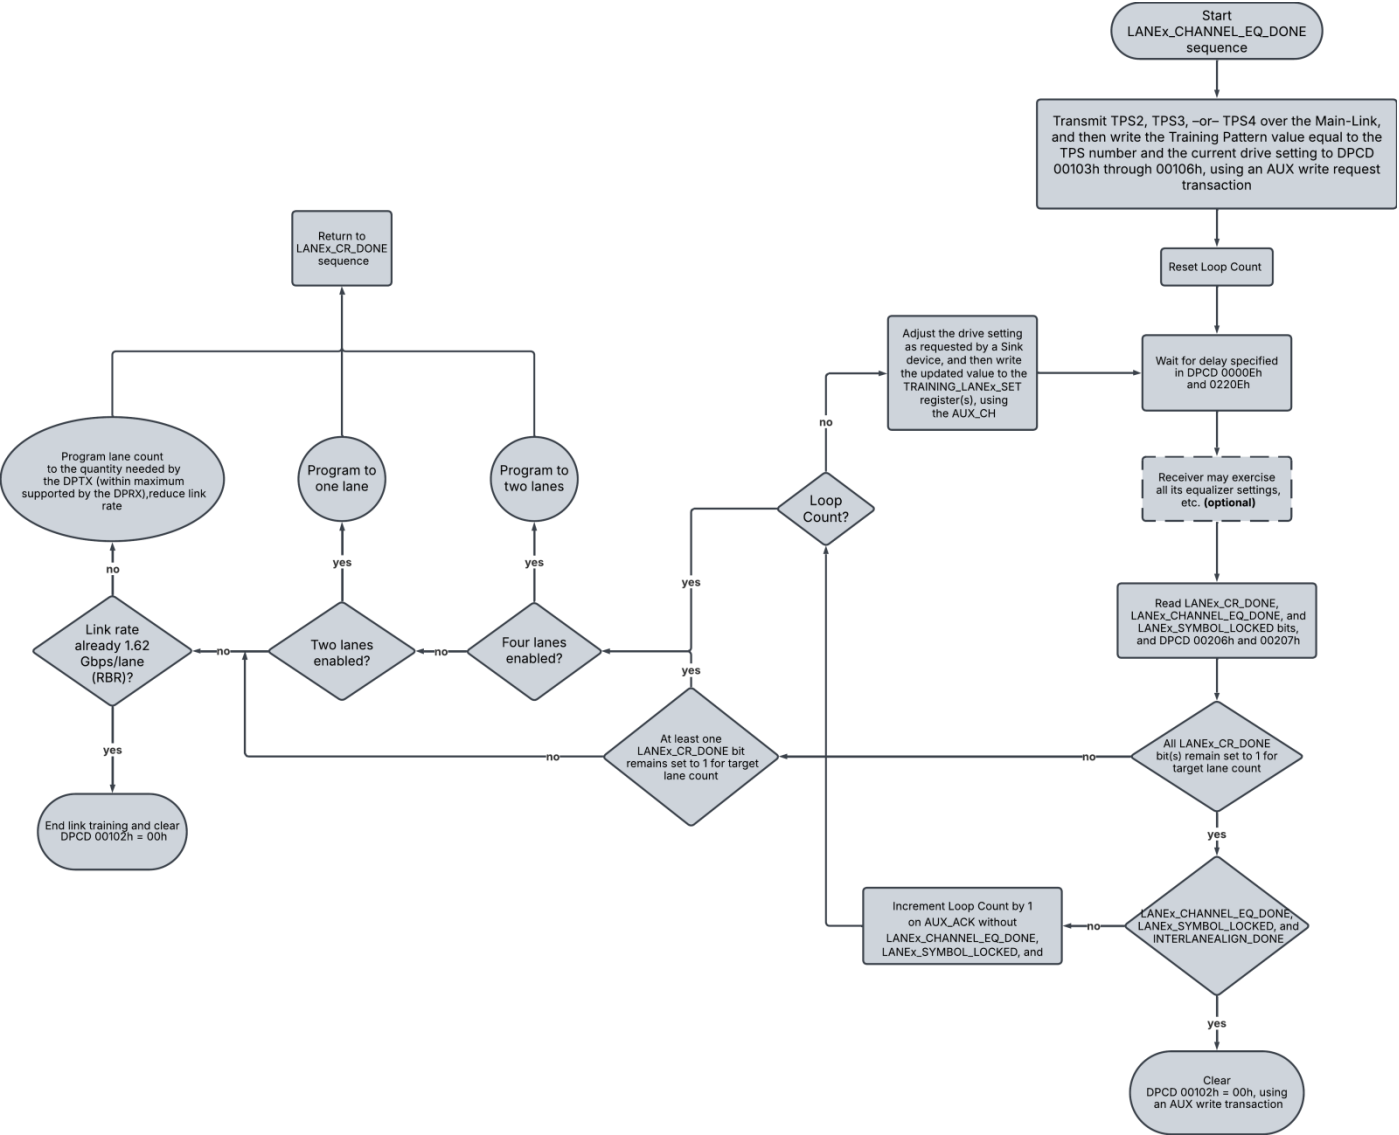 Start
LANEx_CHANNEL_EQ_DONE
sequence
Transmit TPS2, TPS3, –or– TPS4 over the Main-Link,
and then write the Training Pattern value equal to the
TPS number and the current drive setting to DPCD
00103h through 00106h, using an AUX write request
transaction
Reset Loop Count
Wait for delay specified
in DPCD 0000Eh
and 0220Eh
Receiver may exercise
all its equalizer settings,
etc. (optional)
Read LANEx_CR_DONE,
LANEx_CHANNEL_EQ_DONE, and
LANEx_SYMBOL_LOCKED bits,
and DPCD 00206h and 00207h
All LANEx_CR_DONE
bit(s) remain set to 1 for
target lane count
no
yes
LANEx_CHANNEL_EQ_DONE,
LANEx_SYMBOL_LOCKED, and
INTERLANEALIGN_DONE
no
yes
Clear
DPCD 00102h = 00h, using
an AUX write transaction
Increment Loop Count by 1
on AUX_ACK without
LANEx_CHANNEL_EQ_DONE,
LANEx_SYMBOL_LOCKED, and
Loop
Count?
no
yes
Adjust the drive setting
as requested by a Sink
device, and then write
the updated value to the
TRAINING_LANEx_SET
register(s), using
the AUX_CH
At least one
LANEx_CR_DONE bit
remains set to 1 for target
lane count
yes
no
Four lanes
enabled?
yes
no
Program to
two lanes
Two lanes
enabled?
yes
no
Program to
one lane
Link rate
already 1.62
Gbps/lane
(RBR)?
no
yes
Program lane count
to the quantity needed by
the DPTX (within maximum
supported by the DPRX),reduce link
rate
Return to
LANEx_CR_DONE
sequence
End link training and clear
DPCD 00102h = 00h